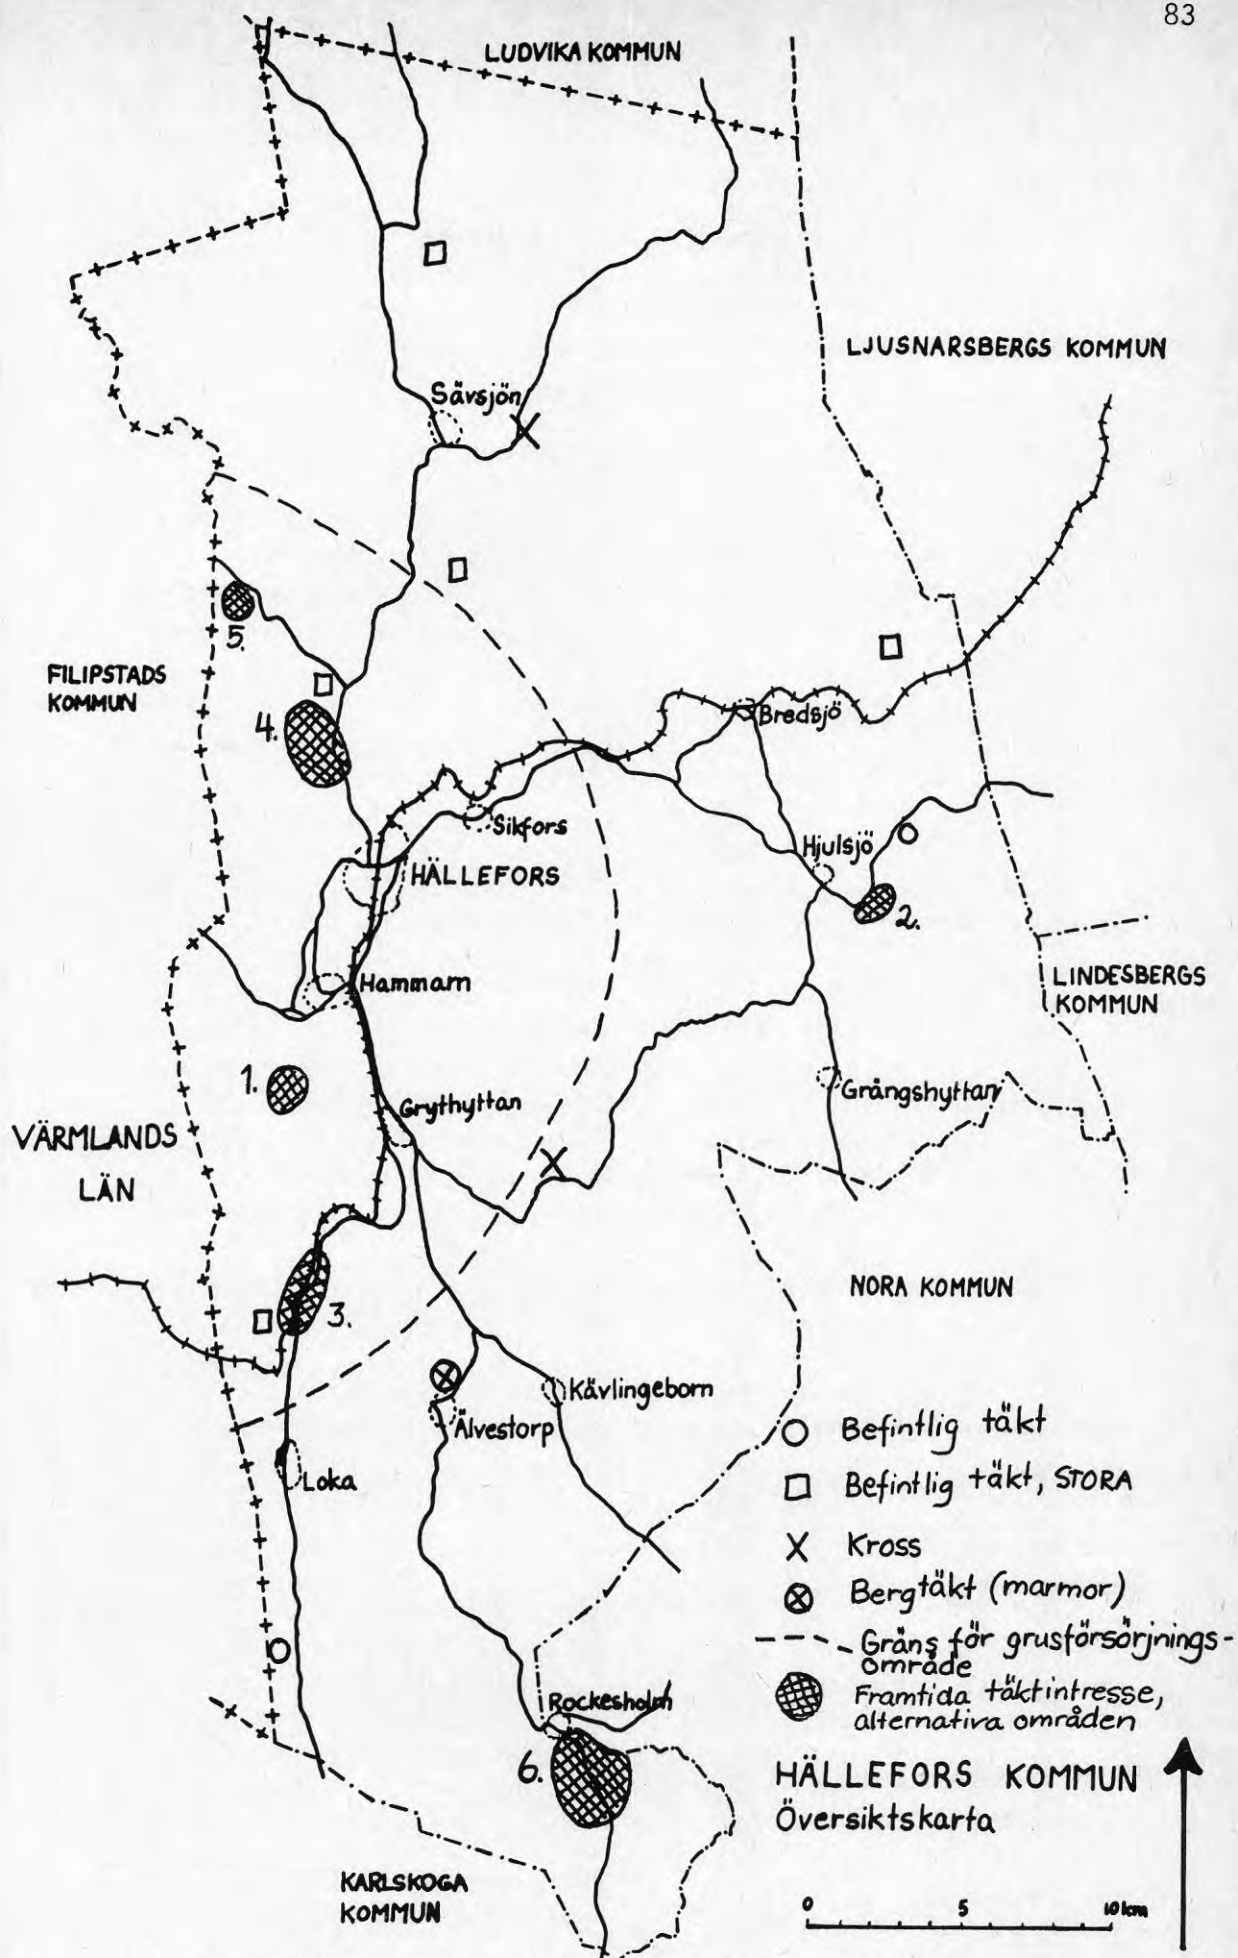 83
LUDVIKA KOMMUN
LJUSNARSBERGS KOMMUN
Sävsjön
5.
FILIPSTADS
KOMMUN
4.
Bredsjö
Sikfors
Hjulsjö
HÄLLEFORS
2.
Hammarn
LINDESBERGS
KOMMUN
1.
Grythyttan
Grångshyttan
VÄRMLANDS
LÄN
3.
NORA KOMMUN
Kävlingeborn
Älvestorp
Loka
Befintlig täkt
Befintlig täkt, STORA
Kross
Bergtäkt (marmor)
Gräns för grusförsörjnings-
område
Rockesholm
Framtida täktintresse,
alternativa områden
6.
HÄLLEFORS KOMMUN
Översiktskarta
KARLSKOGA
KOMMUN
0 5 10 km